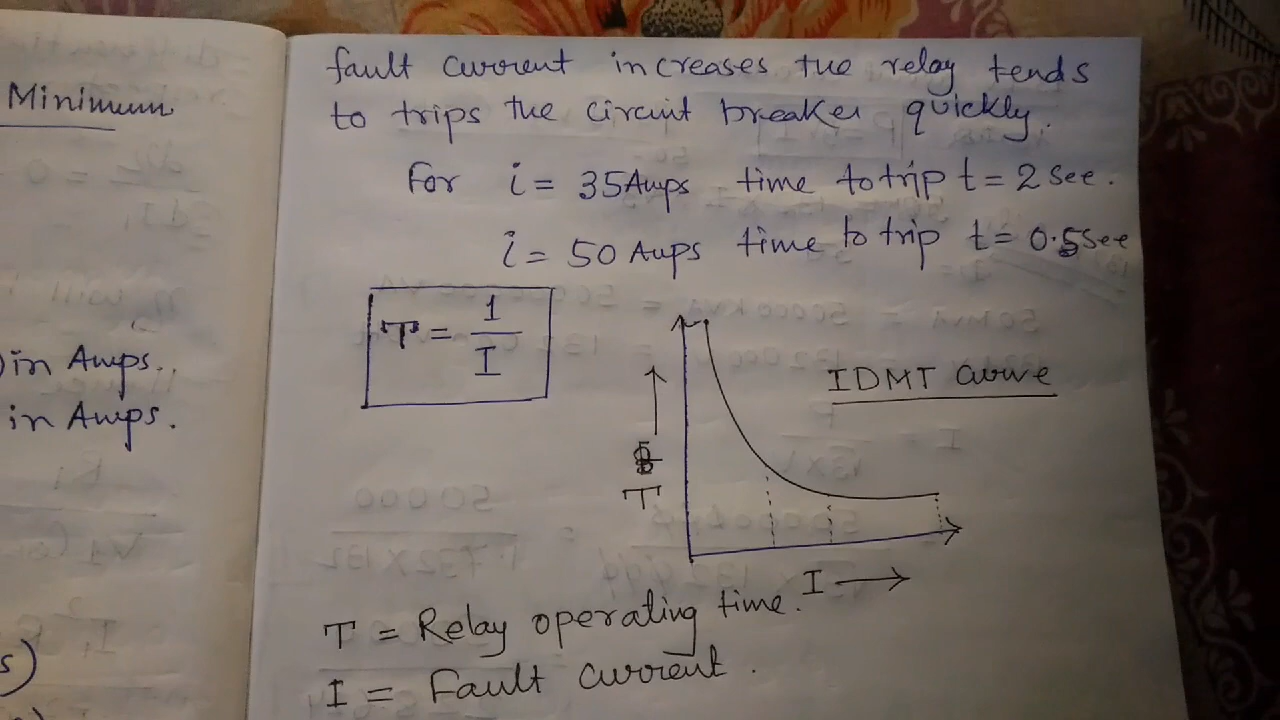 Minimum
in Amps.
in Amps.
fault current increases the relay tends
to trips the circuit breaker quickly.
For i = 35Amps time to trip t = 2 sec.
i = 50 Amps time to trip t = 0.5sec
T = 1
I
IDMT curve
T
I
T = Relay operating time.
I = Fault current.